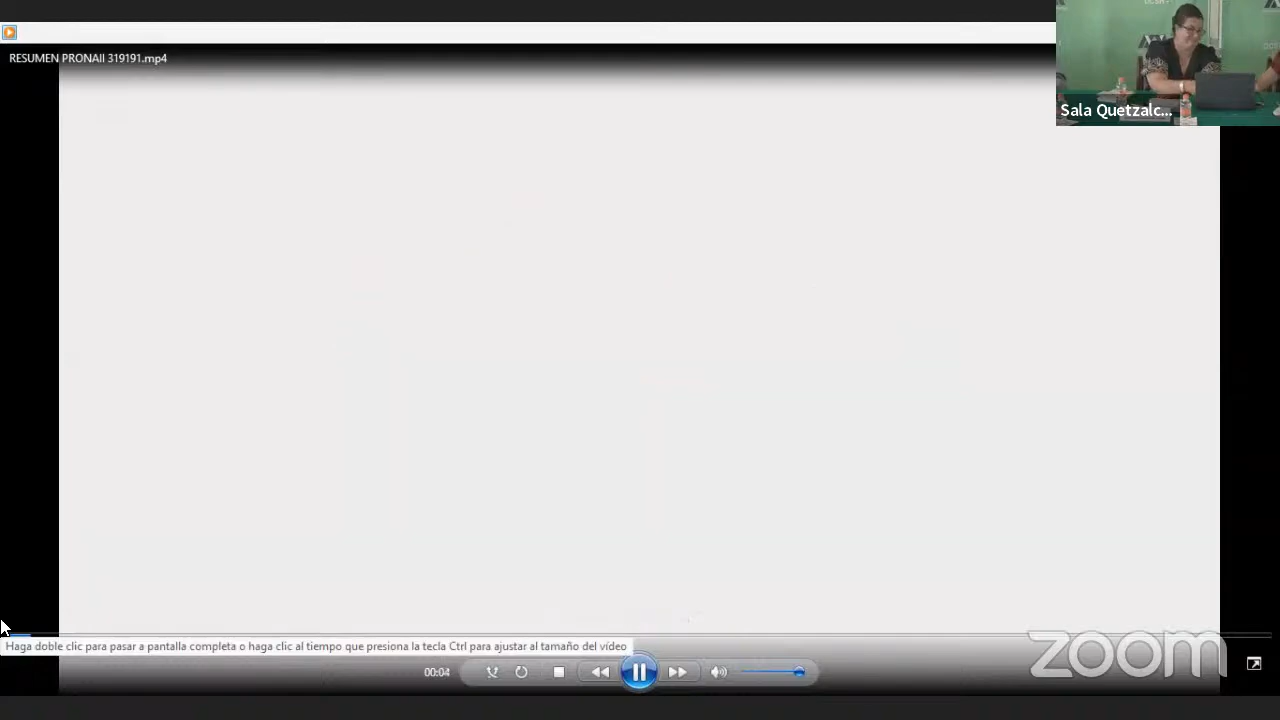 RESUMEN PRONAII 319191.mp4
Sala Quetzalc...
Haga doble clic para pasar a pantalla completa o haga clic al tiempo que presiona la tecla Ctrl para ajustar al tamaño del vídeo
00:04
zoom